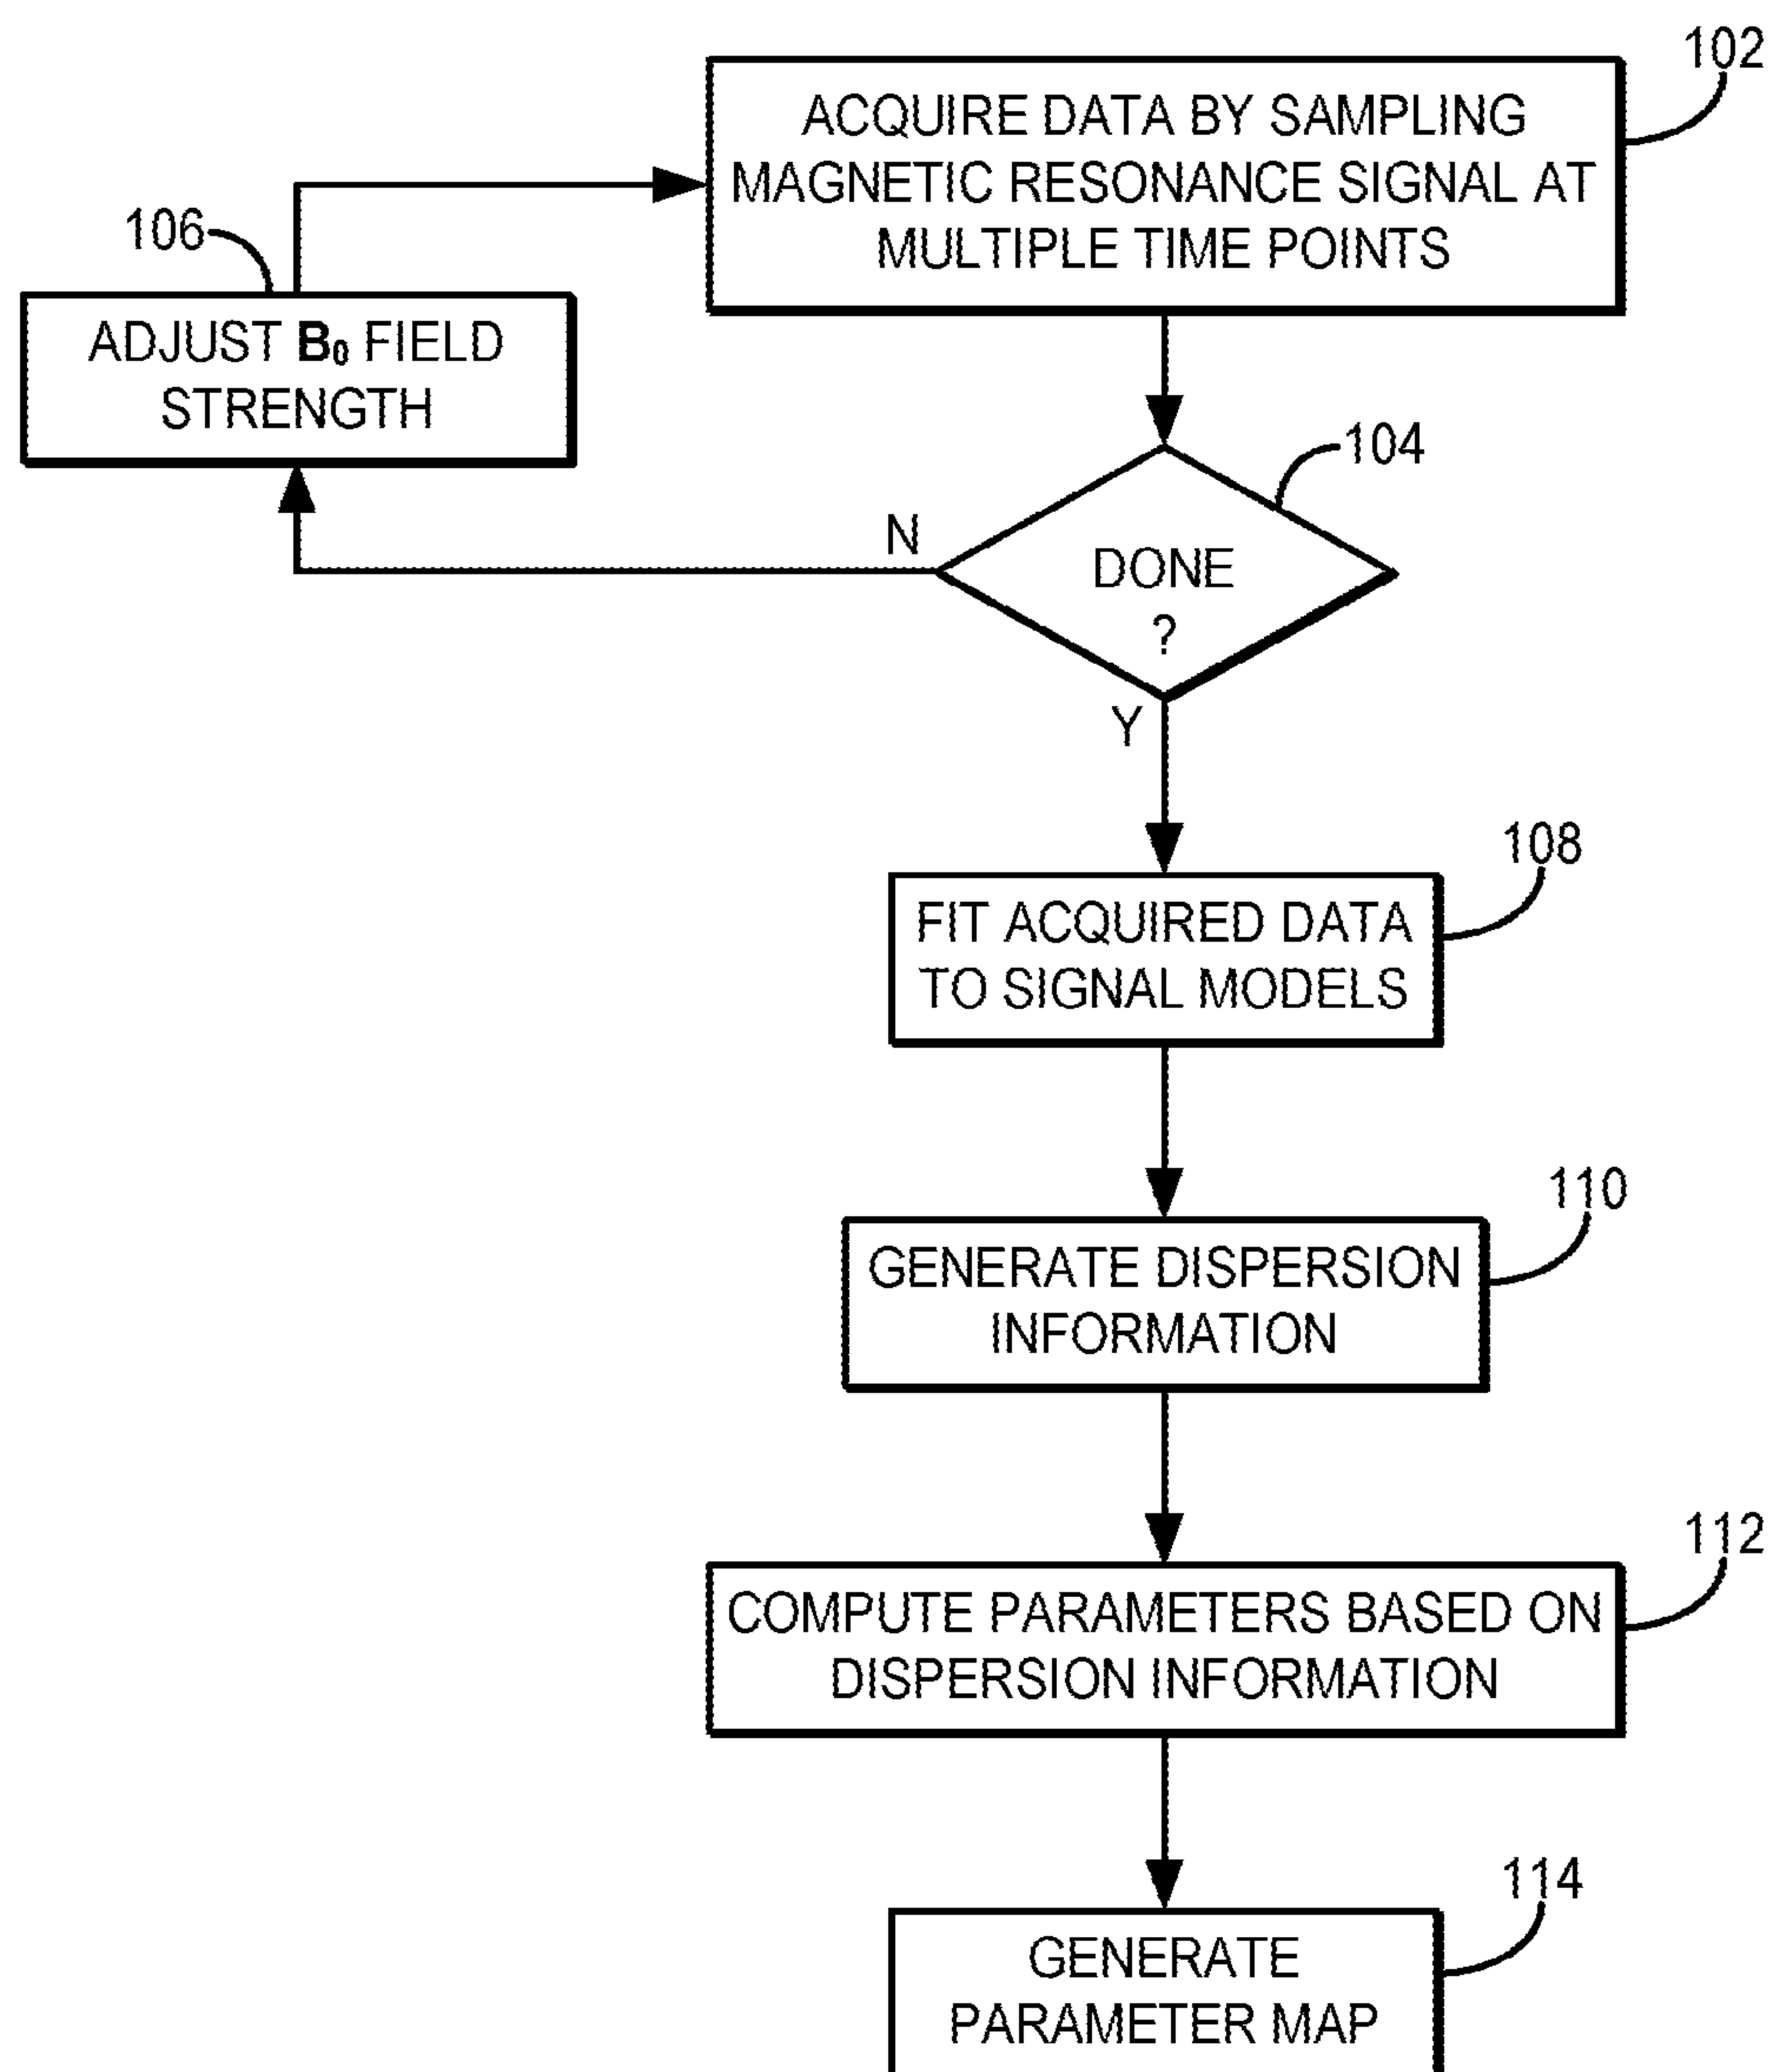 102
ACQUIRE DATA BY SAMPLING
MAGNETIC RESONANCE SIGNAL AT
MULTIPLE TIME POINTS
106
ADJUST B₀ FIELD
STRENGTH
104
N
DONE
?
Y
108
FIT ACQUIRED DATA
TO SIGNAL MODELS
110
GENERATE DISPERSION
INFORMATION
112
COMPUTE PARAMETERS BASED ON
DISPERSION INFORMATION
114
GENERATE
PARAMETER MAP